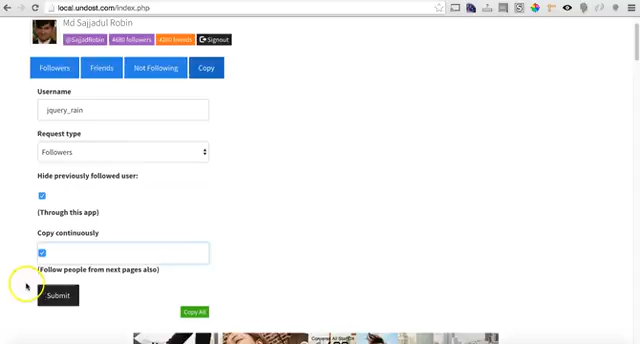 local.undost.com/index.php
Md Sajjadul Robin
@SajjadRobin 4680 followers 4200 friends Signout
Followers Friends Not Following Copy
Username
jquery_rain
Request type
Followers
Hide previously followed user:
(Through this app)
Copy continuously
(Follow people from next pages also)
Submit
Copy All